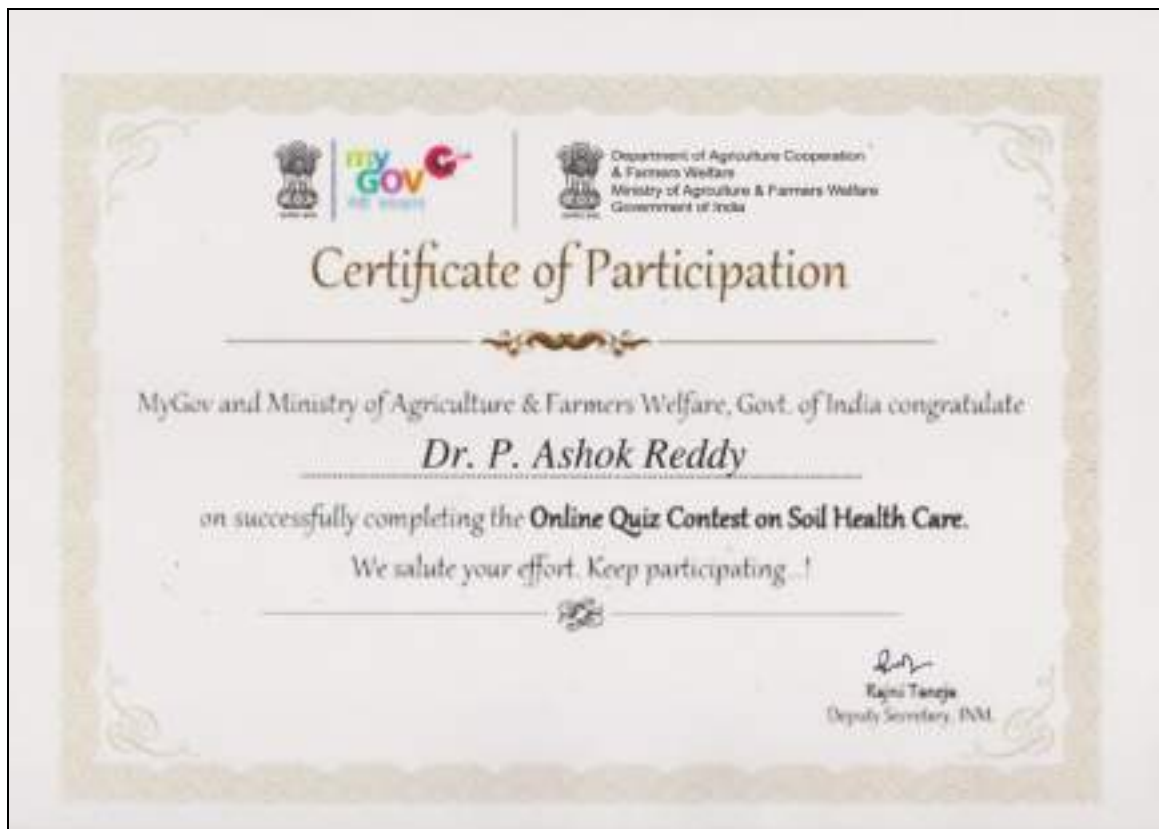 my
GOV
Department of Agriculture Cooperation
& Farmers Welfare
Ministry of Agriculture & Farmers Welfare
Government of India
Certificate of Participation
MyGov and Ministry of Agriculture & Farmers Welfare, Govt. of India congratulate
Dr. P. Ashok Reddy
on successfully completing the Online Quiz Contest on Soil Health Care.
We salute your effort. Keep participating...!
Rajni Taneja
Deputy Secretary, INM